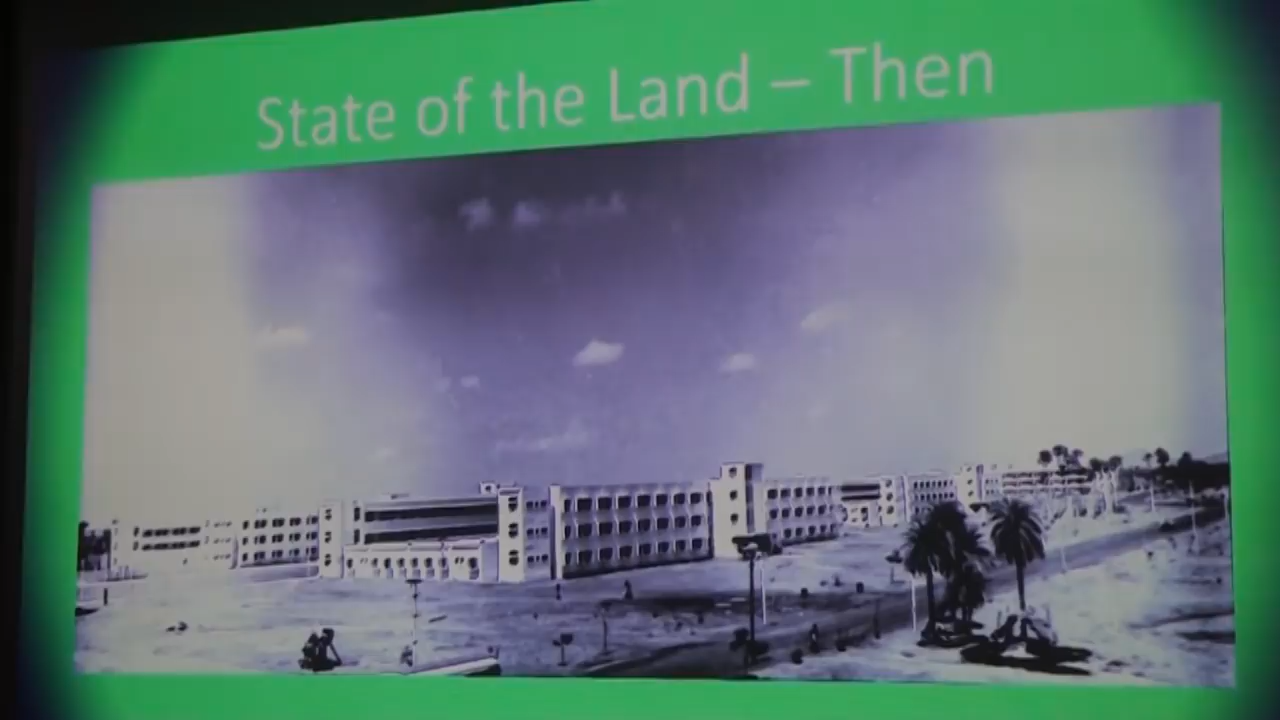 State of the Land – Then